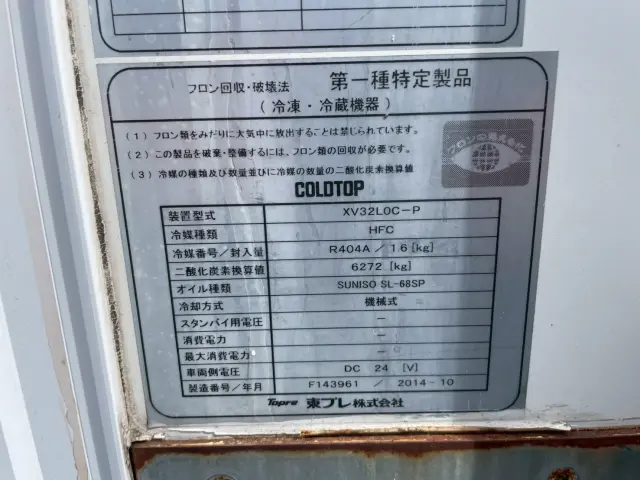 フロン回収・破壊法 第一種特定製品
(冷凍・冷蔵機器)
(1) フロン類をみだりに大気中に放出することは禁じられています。
(2) この製品を廃棄・整備するには、フロン類の回収が必要です。
(3) 冷媒の種類及び数量並びに冷媒の数量の二酸化炭素換算値
フロンの見える化
COLDTOP
装置型式 XV32L0C-P
冷媒種類 HFC
冷媒番号/封入量 R404A / 1.6 [kg]
二酸化炭素換算値 6272 [kg]
オイル種類 SUNISO SL-68SP
冷却方式 機械式
スタンバイ用電圧 —
消費電力 —
最大消費電力 —
車両側電圧 DC 24 [V]
製造番号/年月 F143961 / 2014-10
Topre 東プレ株式会社